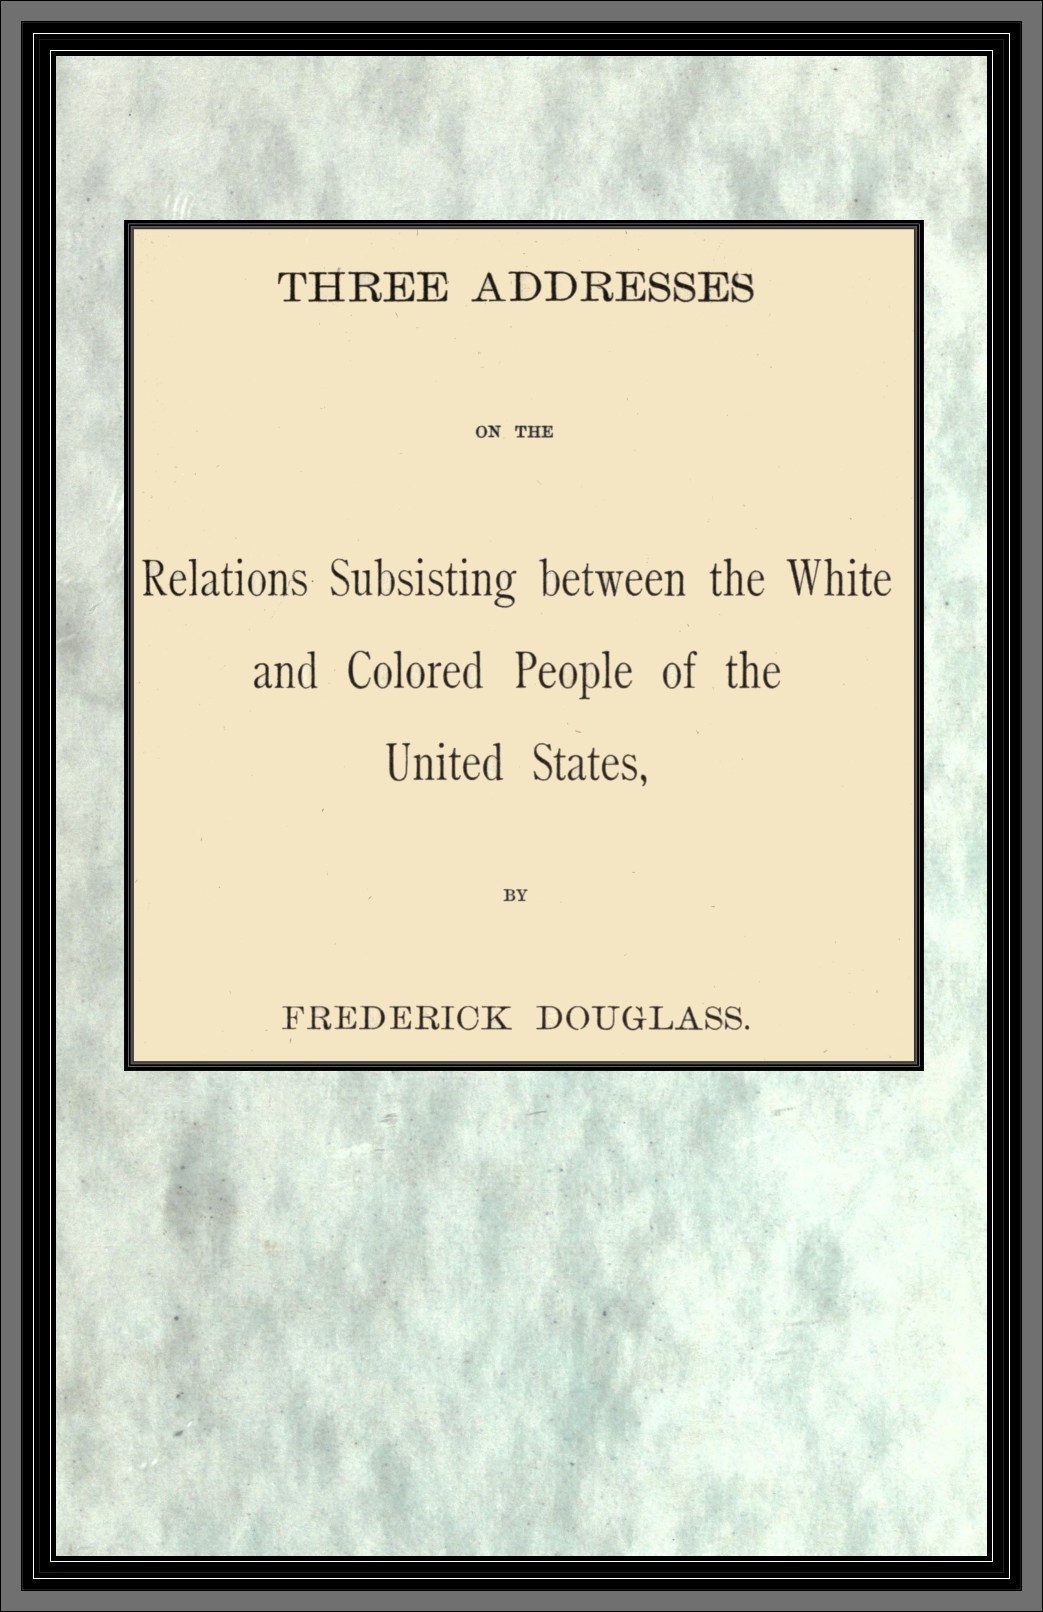 THREE ADDRESSES
ON THE
Relations Subsisting between the White
and Colored People of the
United States,
BY
FREDERICK DOUGLASS.